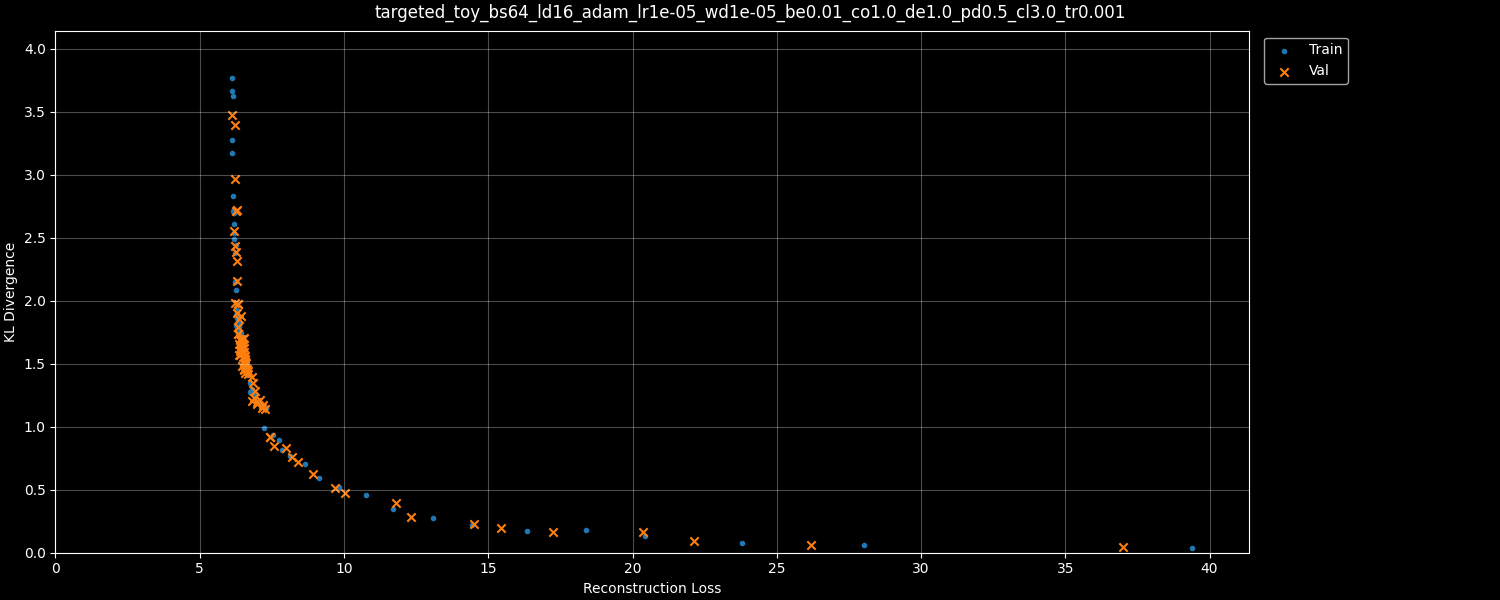 targeted_toy_bs64_ld16_adam_lr1e-05_wd1e-05_be0.01_co1.0_de1.0_pd0.5_cl3.0_tr0.001
Train
Val
4.0
3.5
3.0
2.5
2.0
1.5
1.0
0.5
0.0
KL Divergence
0 5 10 15 20 25 30 35 40
Reconstruction Loss